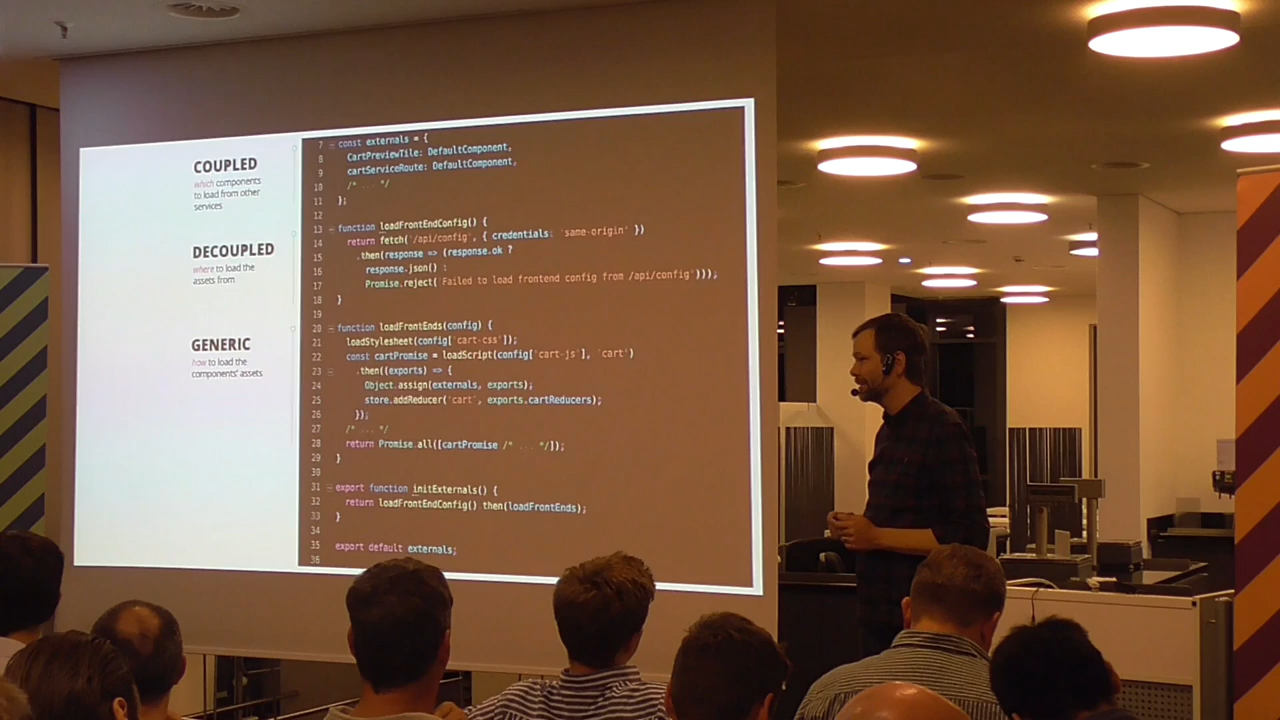 COUPLED
which components
to load from other
services
DECOUPLED
where to load the
assets from
GENERIC
how to load the
components' assets
7 const externals = {
8 CartPreviewTile: DefaultComponent,
9 cartServiceRoute: DefaultComponent,
10 /* ... */
11 };
12
13 function loadFrontEndConfig() {
14 return fetch('/api/config', { credentials: 'same-origin' })
15 .then(response => (response.ok ?
16 response.json() :
17 Promise.reject('Failed to load frontend config from /api/config')));
18 }
19
20 function loadFrontEnds(config) {
21 loadStylesheet(config['cart-css']);
22 const cartPromise = loadScript(config['cart-js'], 'cart')
23 .then((exports) => {
24 Object.assign(externals, exports);
25 store.addReducer('cart', exports.cartReducers);
26 });
27 /* ... */
28 return Promise.all([cartPromise /* ... */]);
29 }
30
31 export function initExternals() {
32 return loadFrontEndConfig().then(loadFrontEnds);
33 }
34
35 export default externals;
36